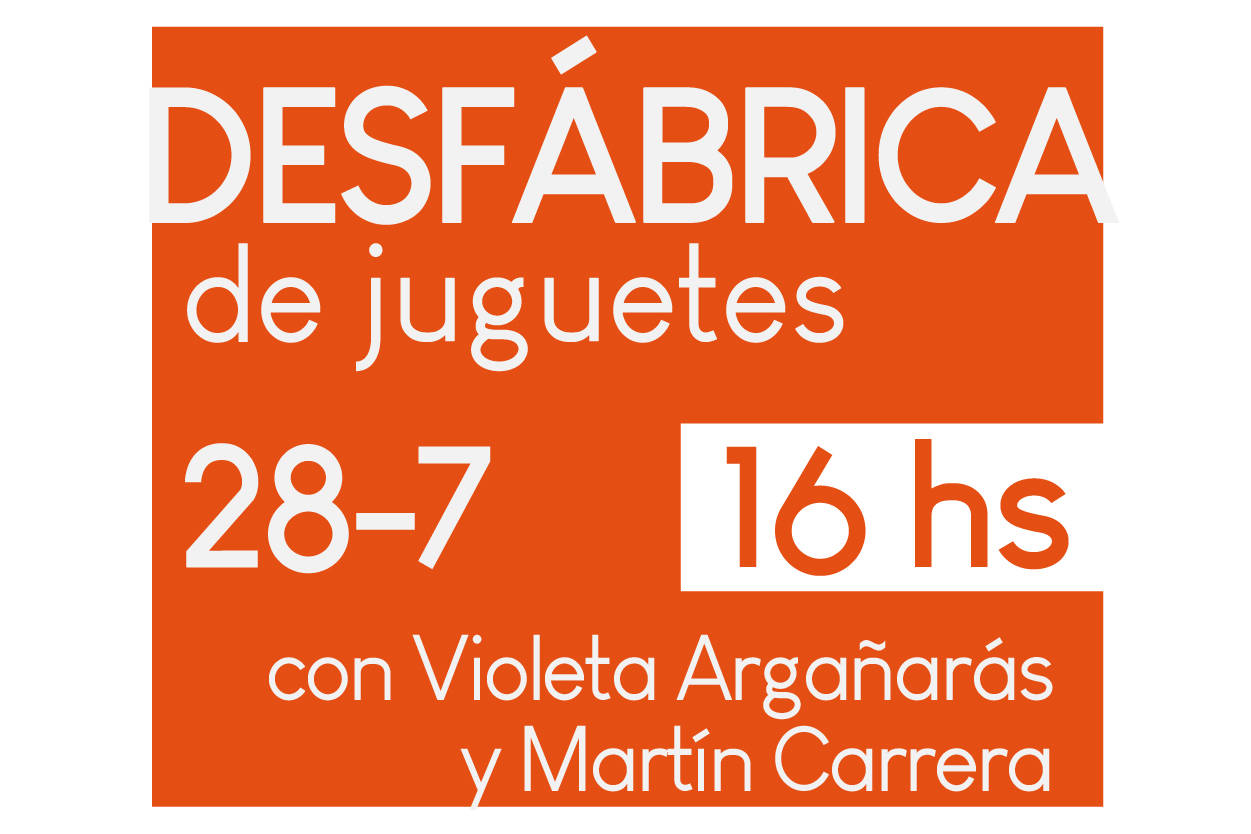 DESFÁBRICA
de juguetes
28-7 16 hs
con Violeta Argañarás
y Martín Carrera